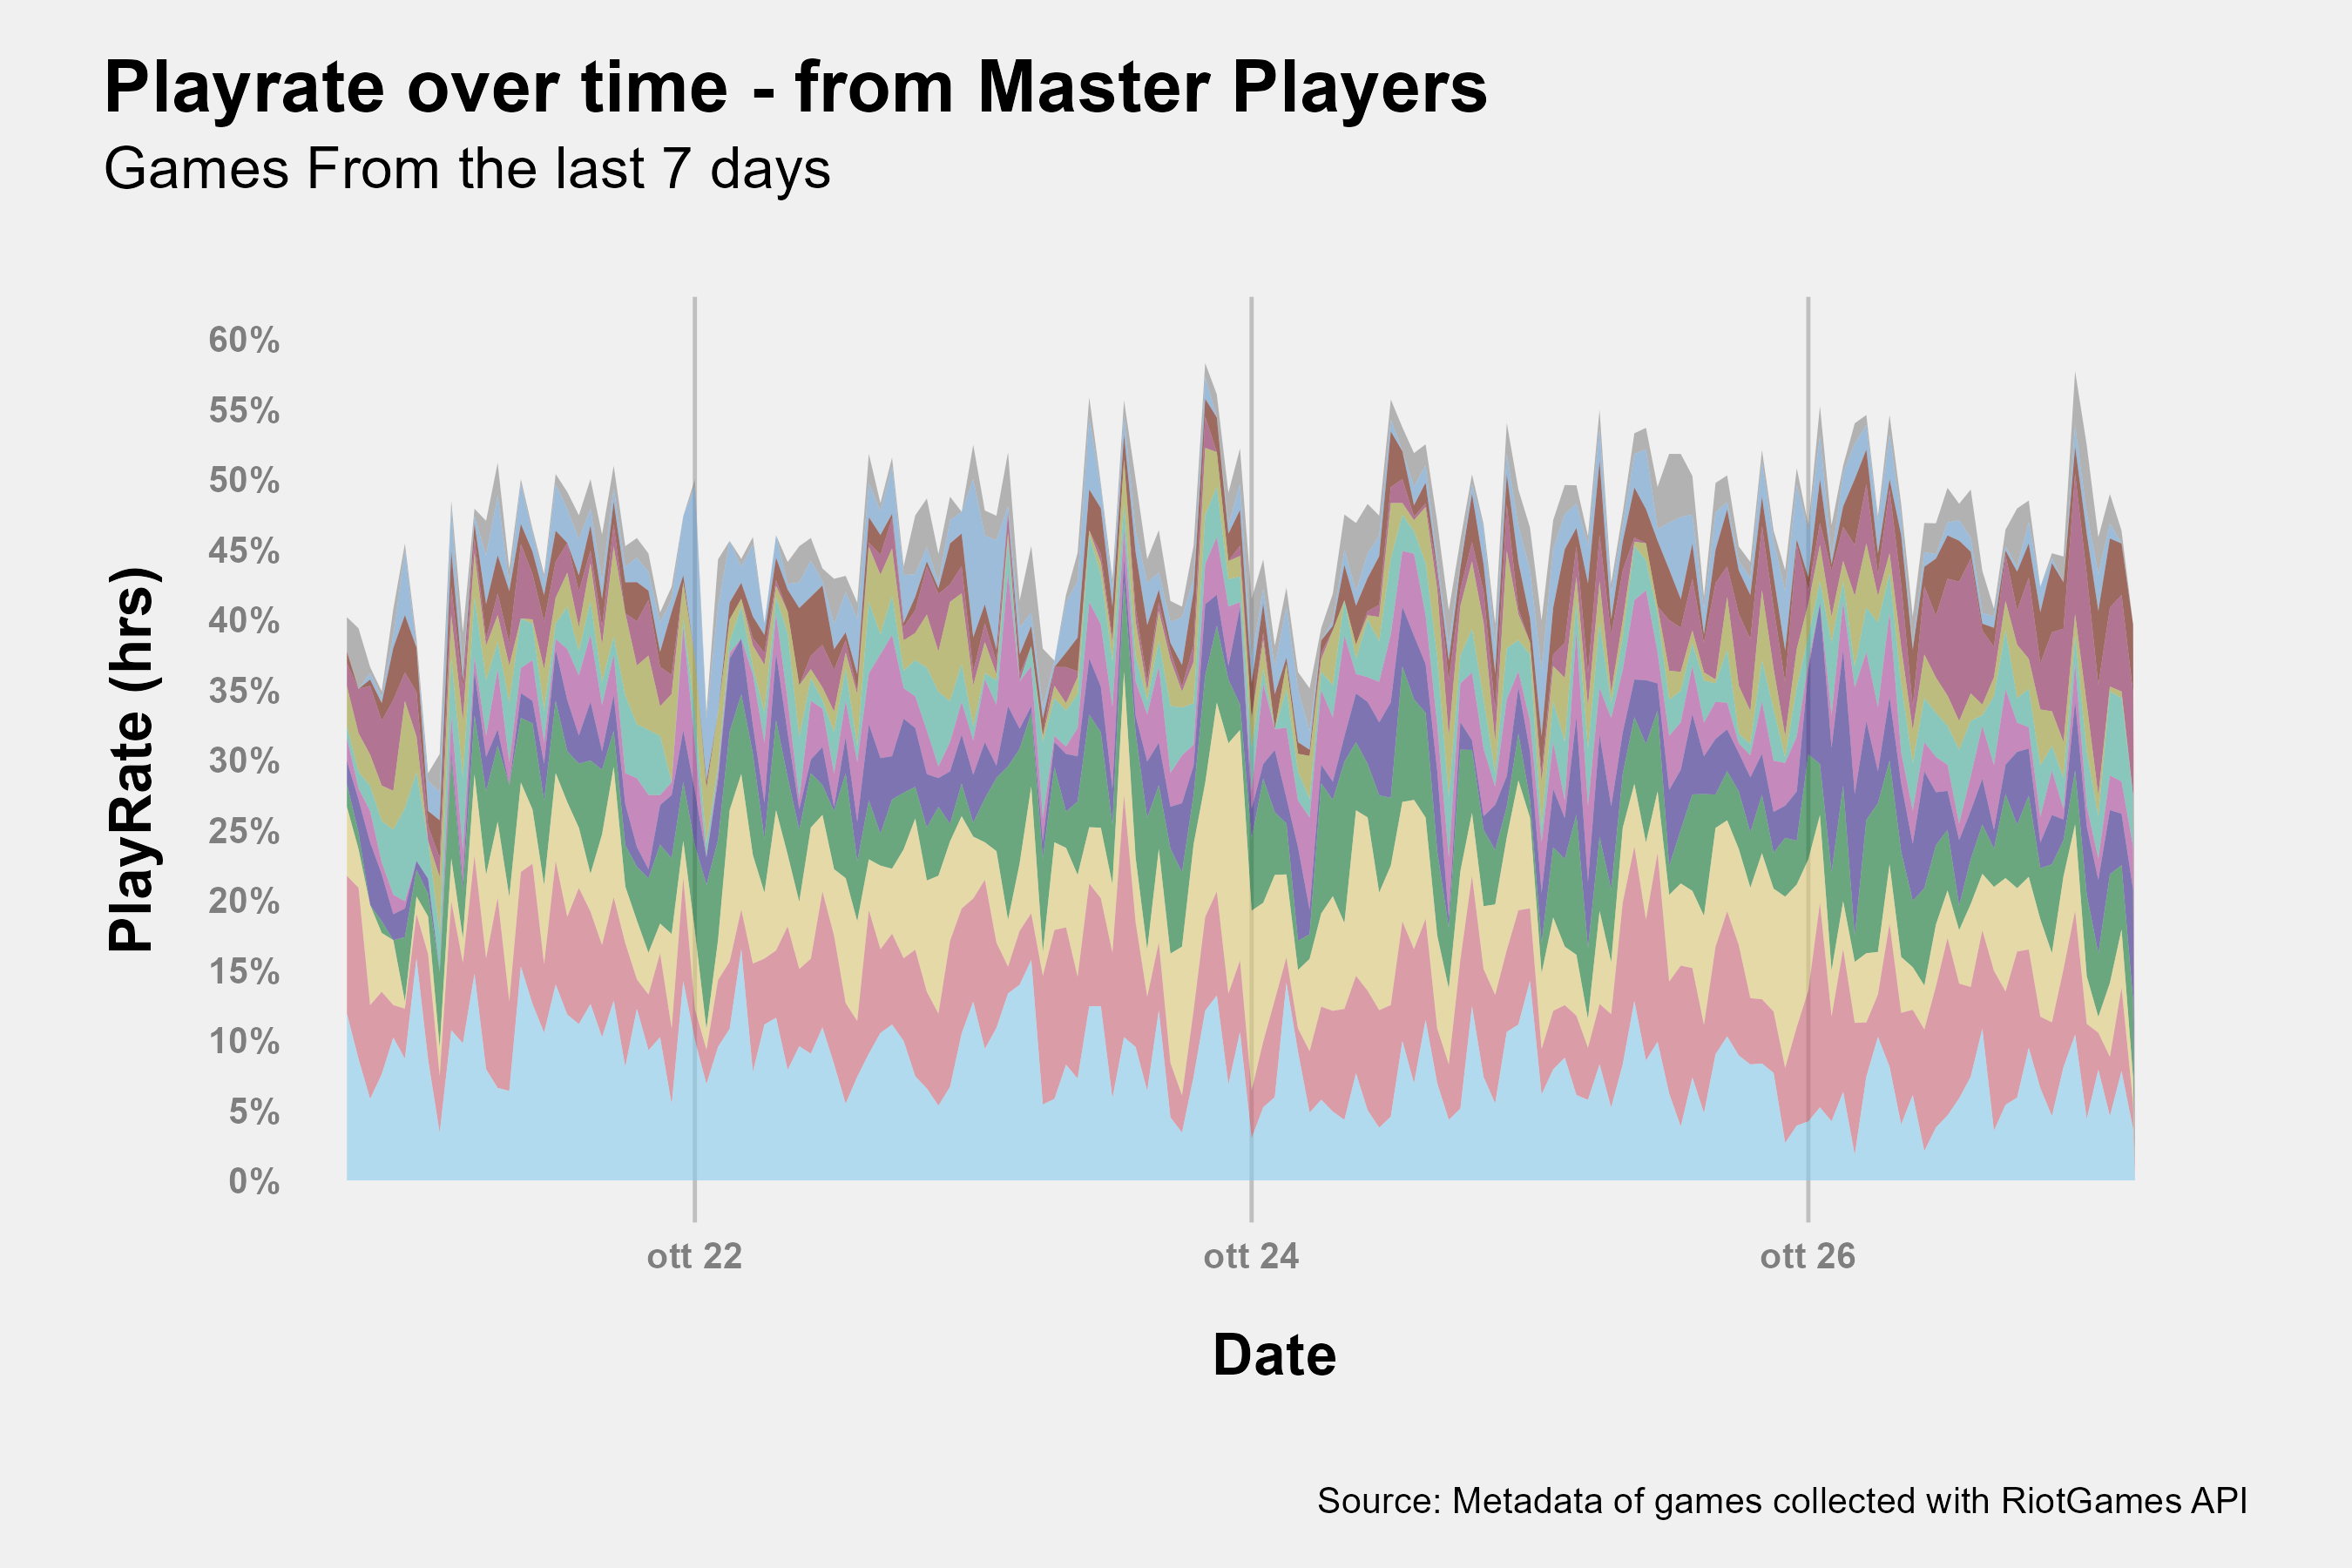 Playrate over time - from Master Players
Games From the last 7 days
PlayRate (hrs)
60%
55%
50%
45%
40%
35%
30%
25%
20%
15%
10%
5%
0%
ott 22
ott 24
ott 26
Date
Source: Metadata of games collected with RiotGames API